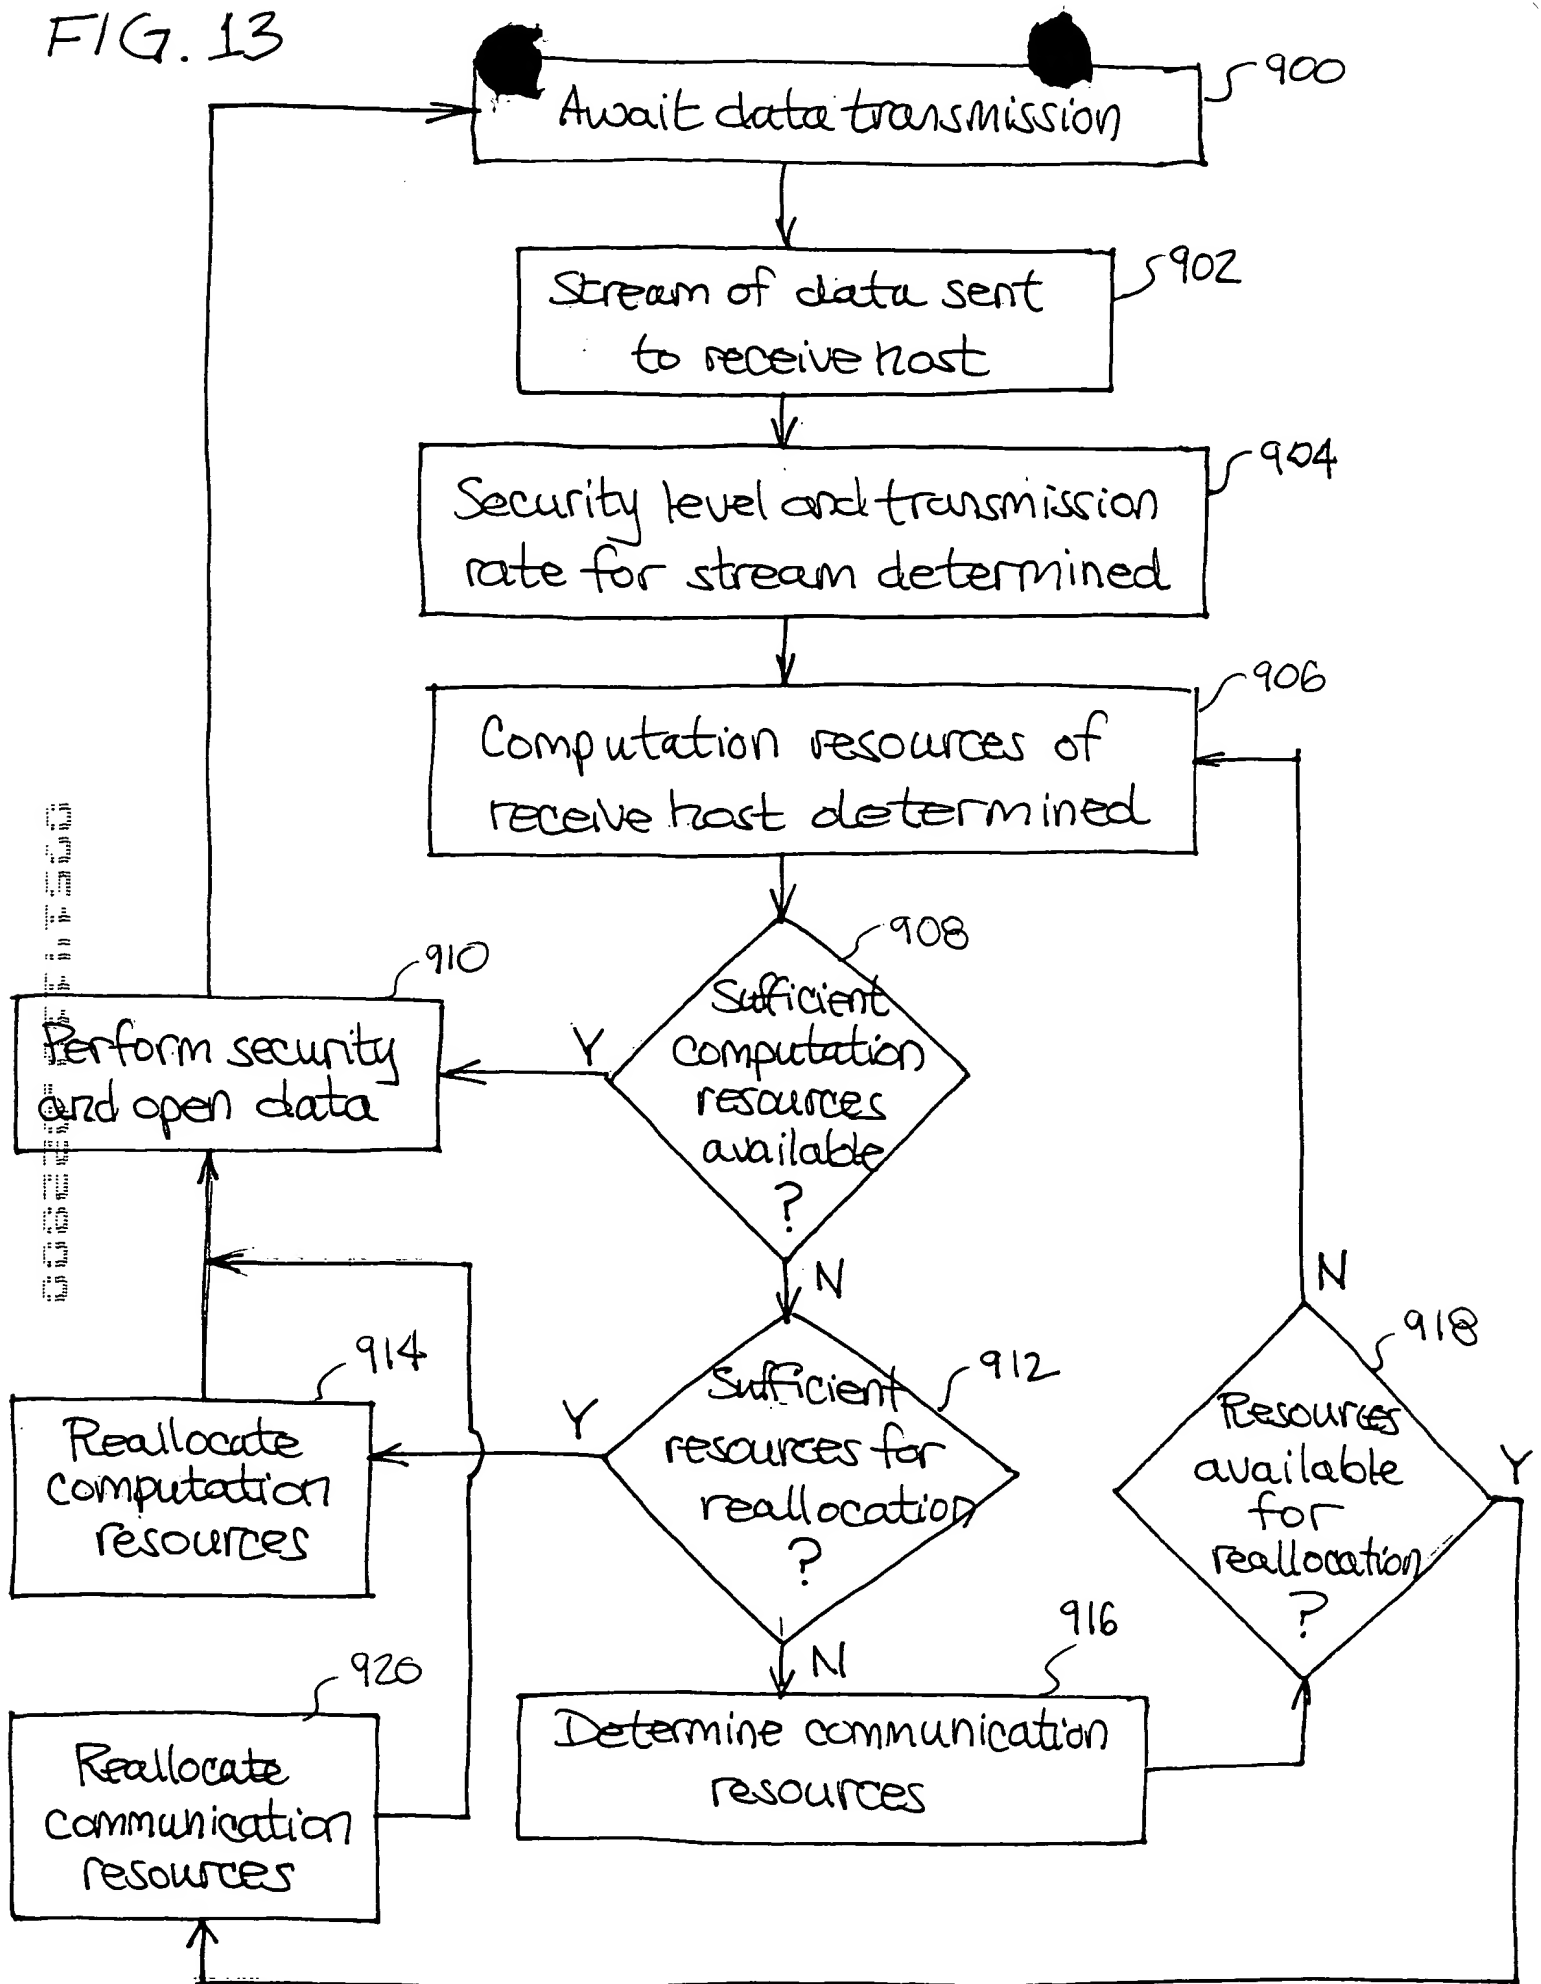 FIG. 13
900
Await data transmission
902
Stream of data sent
to receive host
904
Security level and transmission
rate for stream determined
906
Computation resources of
receive host determined
908
Sufficient
computation
resources
available
?
Y
N
910
Perform security
and open data
912
Sufficient
resources for
reallocation
?
Y
N
914
Reallocate
computation
resources
916
Determine communication
resources
918
Resources
available
for
reallocation
?
N
Y
920
Reallocate
communication
resources